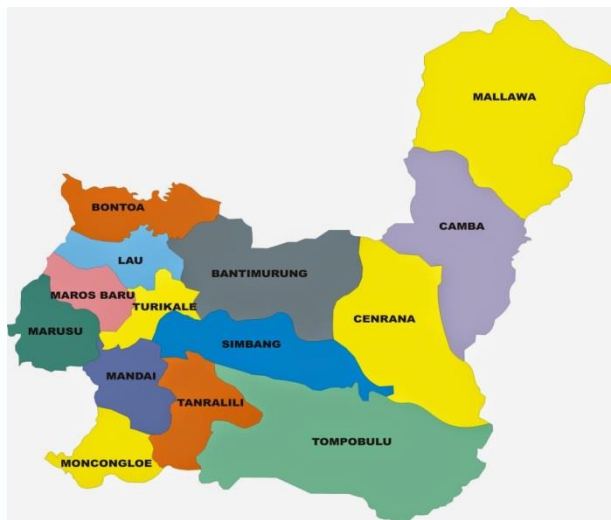 MALLAWA
BONTOA
CAMBA
LAU
BANTIMURUNG
MAROS BARU
TURIKALE
CENRANA
MARUSU
SIMBANG
MANDAI
TANRALILI
TOMPOBULU
MONCONGLOE